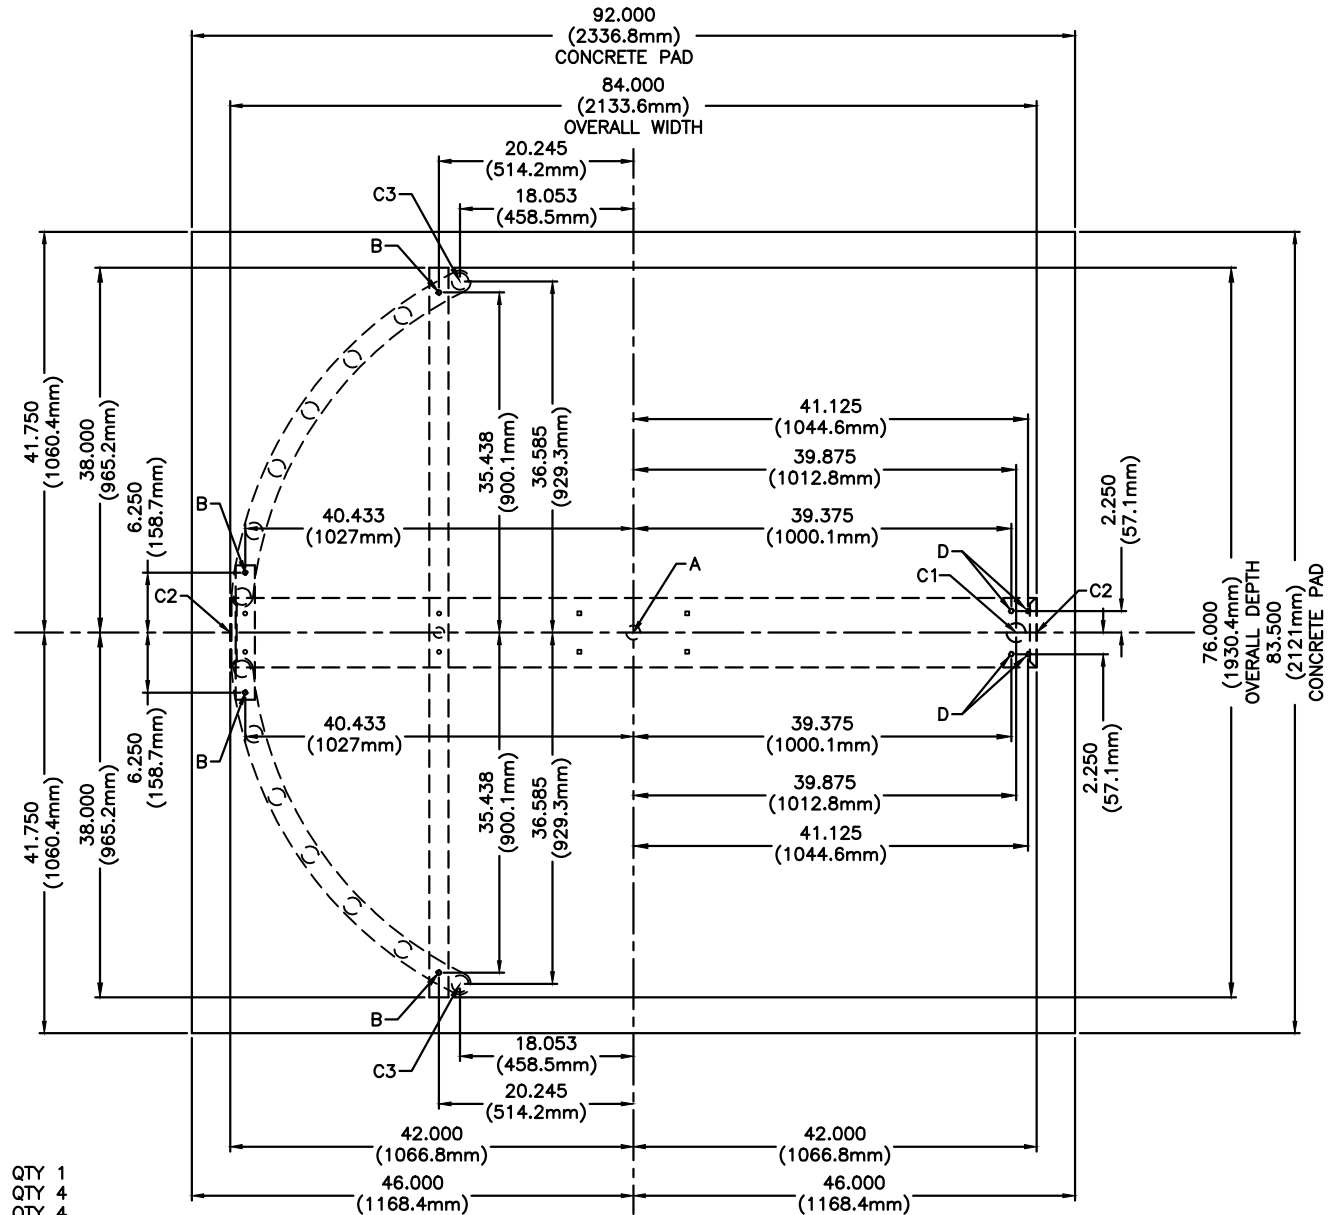 92.000
(2336.8mm)
CONCRETE PAD
84.000
(2133.6mm)
OVERALL WIDTH
20.245
(514.2mm)
C3
18.053
(458.5mm)
B
41.750
(1060.4mm)
38.000
(965.2mm)
6.250
(158.7mm)
B
35.438
(900.1mm)
36.585
(929.3mm)
41.125
(1044.6mm)
39.875
(1012.8mm)
40.433
(1027mm)
39.375
(1000.1mm)
2.250
(57.1mm)
A
D
C1
C2
C2
76.000
(1930.4mm)
OVERALL DEPTH
83.500
(2121mm)
CONCRETE PAD
D
B
40.433
(1027mm)
39.375
(1000.1mm)
39.875
(1012.8mm)
41.125
(1044.6mm)
2.250
(57.1mm)
6.250
(158.7mm)
38.000
(965.2mm)
41.750
(1060.4mm)
35.438
(900.1mm)
36.585
(929.3mm)
B
C3
18.053
(458.5mm)
20.245
(514.2mm)
42.000
(1066.8mm)
42.000
(1066.8mm)
46.000
(1168.4mm)
46.000
(1168.4mm)
QTY 1
QTY 4
QTY 4